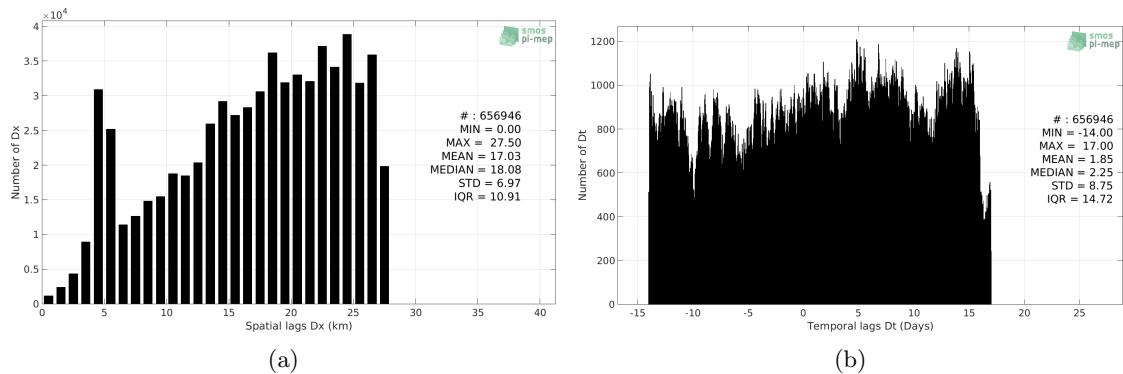 ×10⁴
4
3.5
3
2.5
2
1.5
1
0.5
0
Number of Dx
0 5 10 15 20 25 30 35 40
Spatial lags Dx (km)
smos
pi-mep
# : 656946
MIN = 0.00
MAX = 27.50
MEAN = 17.03
MEDIAN = 18.08
STD = 6.97
IQR = 10.91
(a)
1200
1000
800
600
400
200
0
Number of Dt
-15 -10 -5 0 5 10 15 20 25
Temporal lags Dt (Days)
smos
pi-mep
# : 656946
MIN = -14.00
MAX = 17.00
MEAN = 1.85
MEDIAN = 2.25
STD = 8.75
IQR = 14.72
(b)